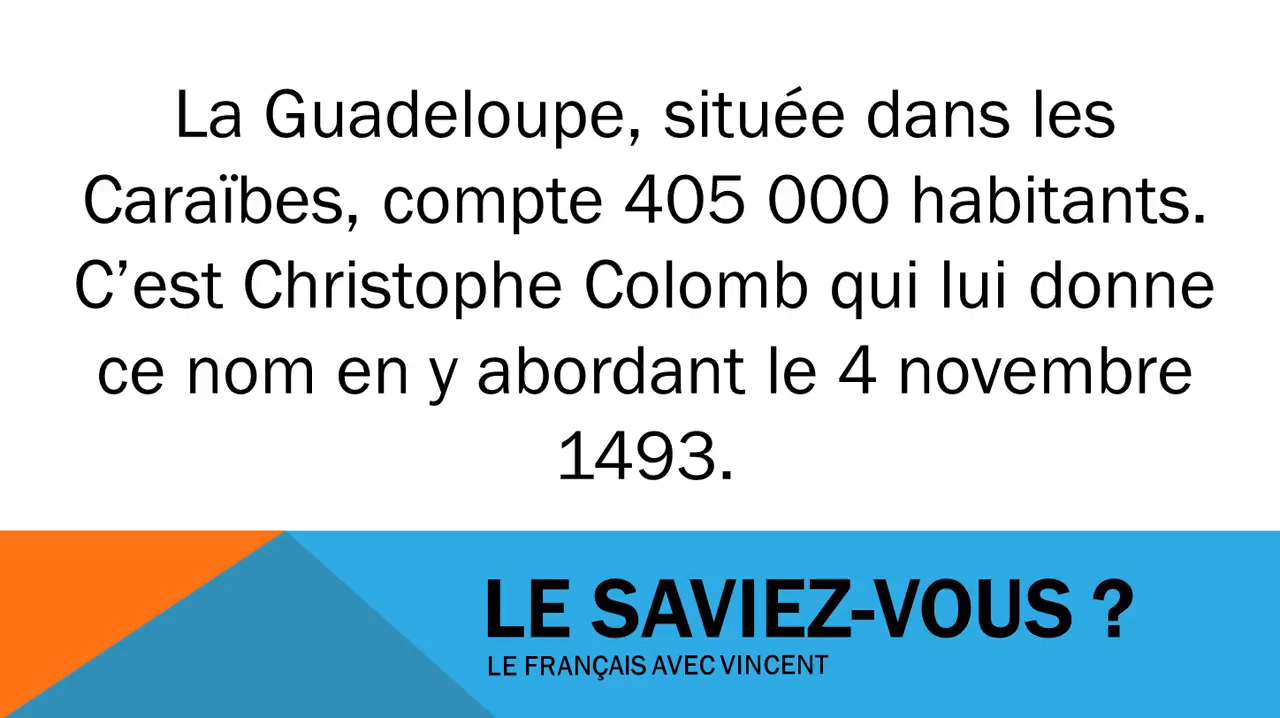 La Guadeloupe, située dans les
Caraïbes, compte 405 000 habitants.
C’est Christophe Colomb qui lui donne
ce nom en y abordant le 4 novembre
1493.
LE SAVIEZ-VOUS ?
LE FRANÇAIS AVEC VINCENT